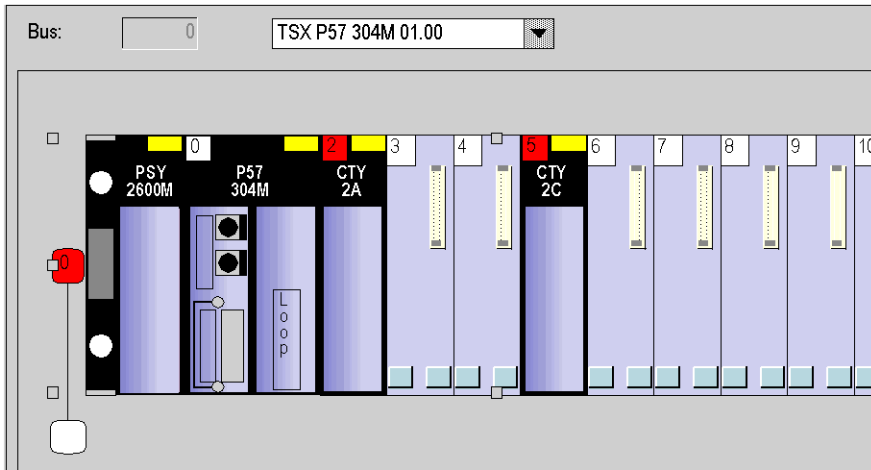 Bus: 0 TSX P57 304M 01.00
0 2 3 4 5 6 7 8 9 10
PSY P57 CTY CTY
2600M 304M 2A 2C
0
Loop